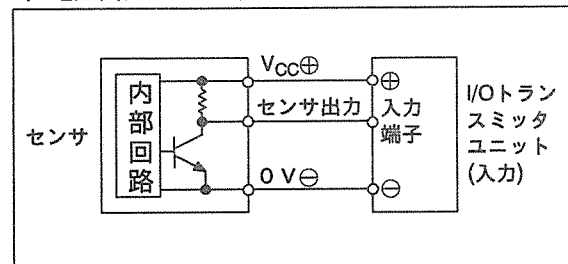 V_CC⊕
⊕
内部回路
センサ
センサ出力
入力端子
I/Oトランスミッタユニット(入力)
0 V⊖
⊖